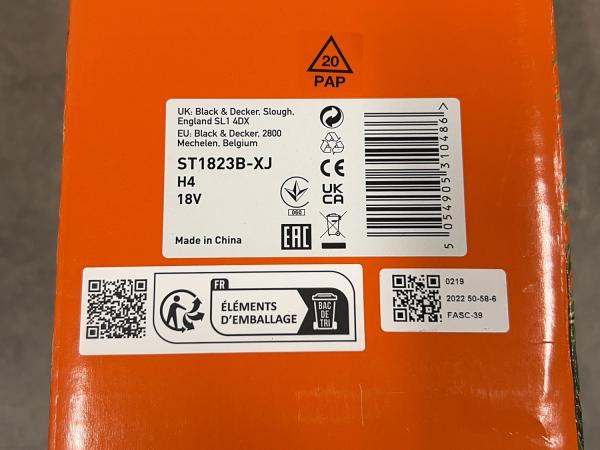 20
PAP
UK: Black & Decker, Slough,
England SL1 4DX
EU: Black & Decker, 2800
Mechelen, Belgium
ST1823B-XJ
H4
18V
Made in China
060
CE
UK
CA
EAC
5 054905 310486 >
FR
ÉLÉMENTS
D'EMBALLAGE
BAC
DE
TRI
0219
2022 50-58-6
FASC-39